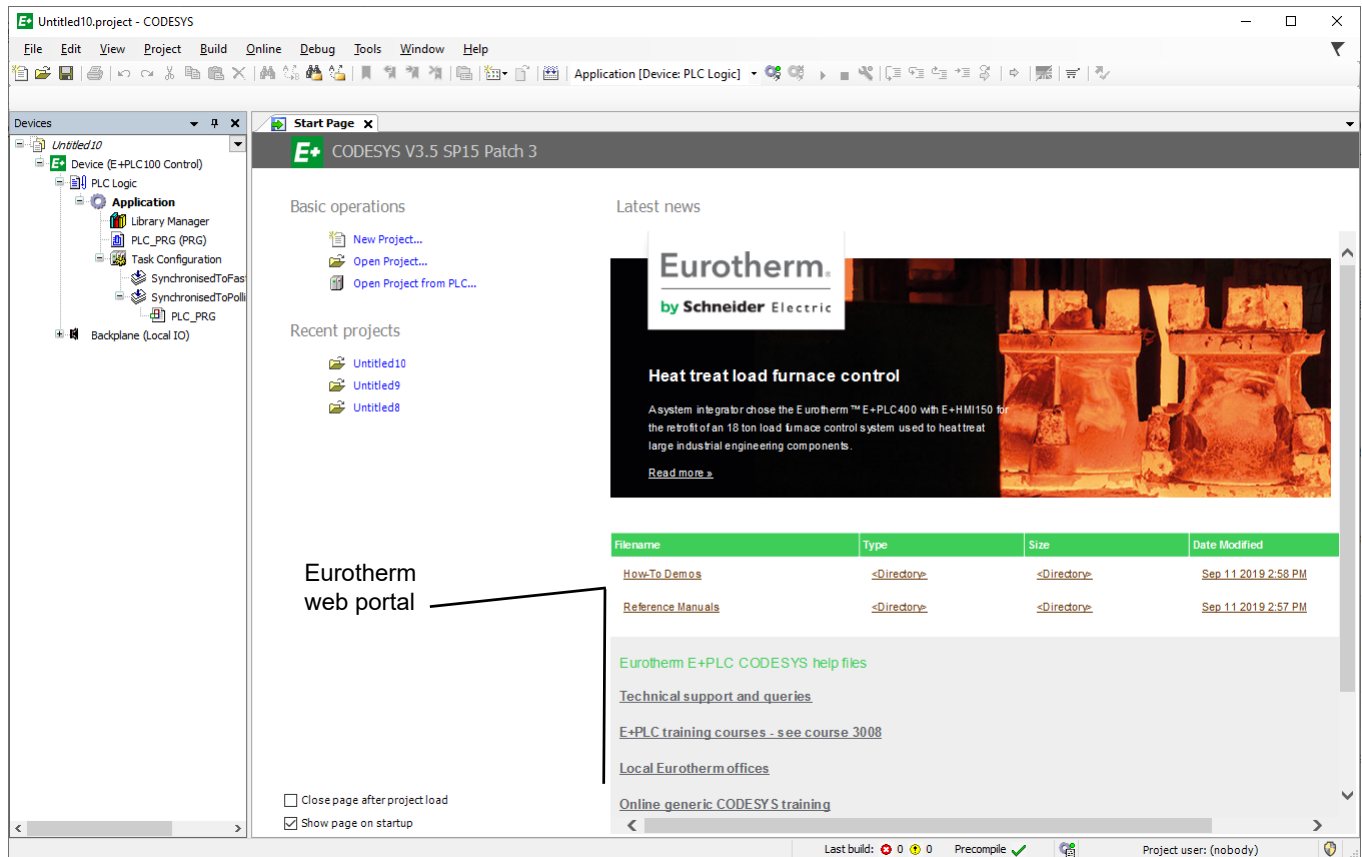 E+ Untitled10.project - CODESYS
File Edit View Project Build Online Debug Tools Window Help
Application [Device: PLC Logic]
Devices
Untitled10
E+ Device (E+PLC100 Control)
PLC Logic
Application
Library Manager
PLC_PRG (PRG)
Task Configuration
SynchronisedToFas
SynchronisedToPolli
PLC_PRG
Backplane (Local IO)
Start Page
E+ CODESYS V3.5 SP15 Patch 3
Basic operations
New Project...
Open Project...
Open Project from PLC...
Recent projects
Untitled10
Untitled9
Untitled8
Eurotherm
web portal
Close page after project load
Show page on startup
Latest news
Eurotherm.
by Schneider Electric
Heat treat load furnace control
A system integrator chose the Eurotherm™ E+PLC400 with E+HMI150 for
the retrofit of an 18 ton load furnace control system used to heat treat
large industrial engineering components.
Read more »
Filename Type Size Date Modified
How-To Demos <Directory> <Directory> Sep 11 2019 2:58 PM
Reference Manuals <Directory> <Directory> Sep 11 2019 2:57 PM
Eurotherm E+PLC CODESYS help files
Technical support and queries
E+PLC training courses - see course 3008
Local Eurotherm offices
Online generic CODESYS training
Last build: 0 0 Precompile Project user: (nobody)